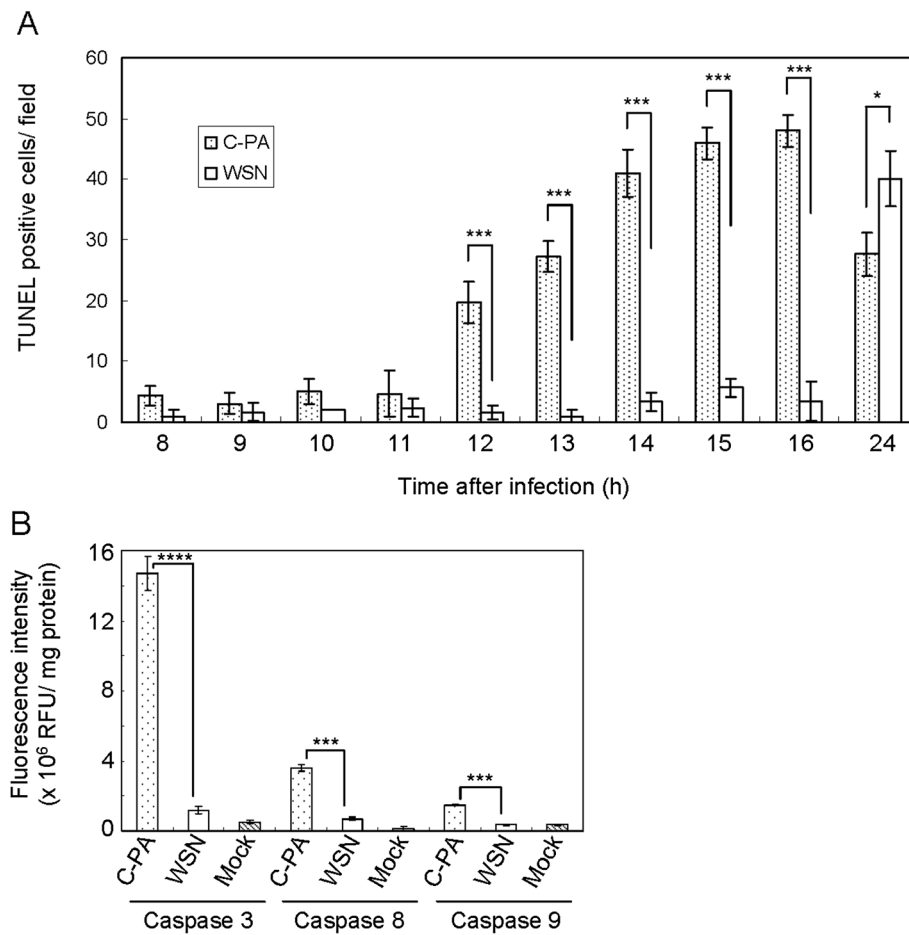 A
TUNEL positive cells/ field
60
50
40
30
20
10
0
C-PA
WSN
***
***
***
***
***
*
8 9 10 11 12 13 14 15 16 24
Time after infection (h)
B
Fluorescence intensity
(x 10⁶ RFU/ mg protein)
16
12
8
4
0
****
***
***
C-PA WSN Mock C-PA WSN Mock C-PA WSN Mock
Caspase 3 Caspase 8 Caspase 9